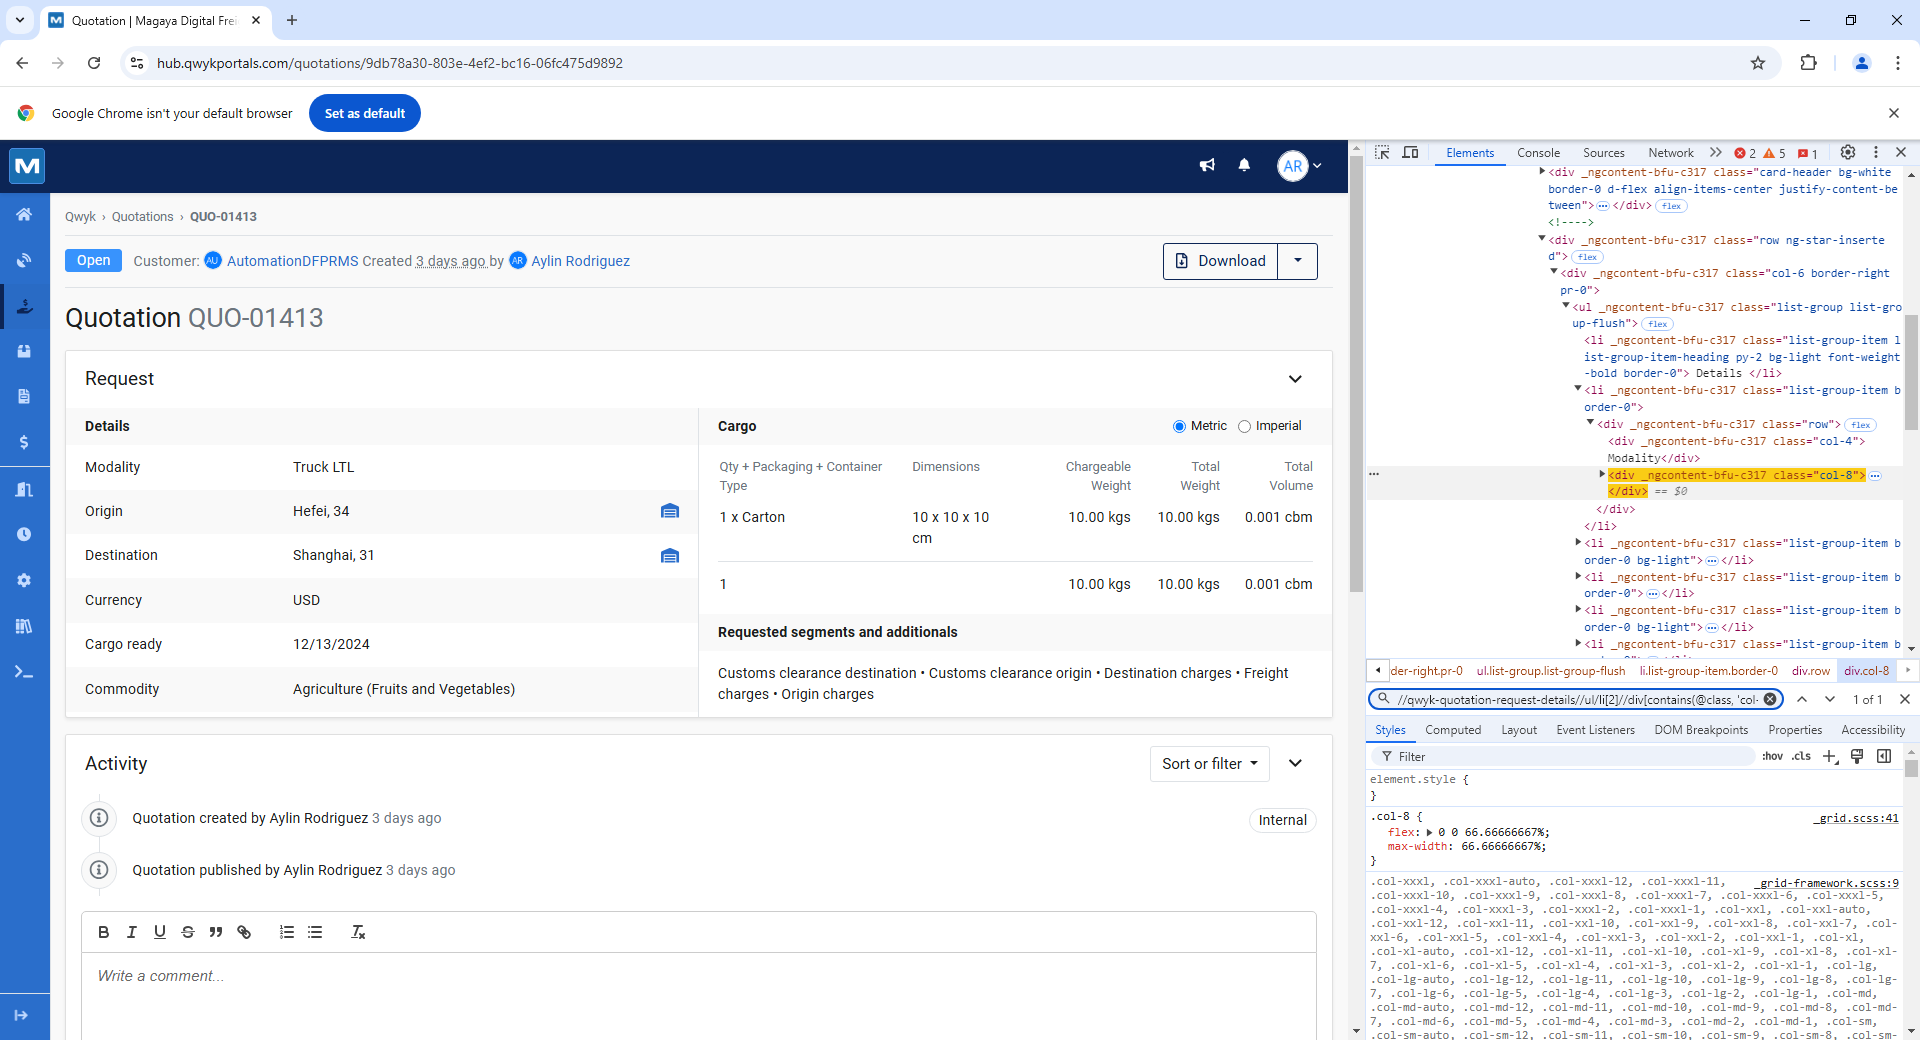 Quotation | Magaya Digital Frei
hub.qwykportals.com/quotations/9db78a30-803e-4ef2-bc16-06fc475d9892
Google Chrome isn't your default browser
Set as default
AR
Qwyk › Quotations › QUO-01413
Open
Customer: AU AutomationDFPRMS Created 3 days ago by AR Aylin Rodriguez
Download
Quotation QUO-01413
Request
Details
Modality Truck LTL
Origin Hefei, 34
Destination Shanghai, 31
Currency USD
Cargo ready 12/13/2024
Commodity Agriculture (Fruits and Vegetables)
Cargo
Metric Imperial
Qty + Packaging + Container Dimensions Chargeable Total Total
Type Weight Weight Volume
1 x Carton 10 x 10 x 10 10.00 kgs 10.00 kgs 0.001 cbm
cm
1 10.00 kgs 10.00 kgs 0.001 cbm
Requested segments and additionals
Customs clearance destination • Customs clearance origin • Destination charges • Freight
charges • Origin charges
Activity
Sort or filter
Quotation created by Aylin Rodriguez 3 days ago
Internal
Quotation published by Aylin Rodriguez 3 days ago
Write a comment...
Elements Console Sources Network 2 5 1
<div _ngcontent-bfu-c317 class="card-header bg-white
border-0 d-flex align-items-center justify-content-be
tween"> </div> flex
<!---->
<div _ngcontent-bfu-c317 class="row ng-star-inserte
d"> flex
<div _ngcontent-bfu-c317 class="col-6 border-right
pr-0">
<ul _ngcontent-bfu-c317 class="list-group list-gro
up-flush"> flex
<li _ngcontent-bfu-c317 class="list-group-item l
ist-group-item-heading py-2 bg-light font-weight
-bold border-0"> Details </li>
<li _ngcontent-bfu-c317 class="list-group-item b
order-0">
<div _ngcontent-bfu-c317 class="row"> flex
<div _ngcontent-bfu-c317 class="col-4">
Modality</div>
<div _ngcontent-bfu-c317 class="col-8">
</div> == $0
</div>
</li>
<li _ngcontent-bfu-c317 class="list-group-item b
order-0 bg-light"> </li>
<li _ngcontent-bfu-c317 class="list-group-item b
order-0"> </li>
<li _ngcontent-bfu-c317 class="list-group-item b
order-0 bg-light"> </li>
<li _ngcontent-bfu-c317 class="list-group-item b
der-right.pr-0 ul.list-group.list-group-flush li.list-group-item.border-0 div.row div.col-8
//qwyk-quotation-request-details//ul/li[2]//div[contains(@class, 'col-
1 of 1
Styles Computed Layout Event Listeners DOM Breakpoints Properties Accessibility
Filter
:hov .cls
element.style {
}
.col-8 { _grid.scss:41
flex: 0 0 66.66666667%;
max-width: 66.66666667%;
}
.col-xxxl, .col-xxxl-auto, .col-xxxl-12, .col-xxxl-11, _grid-framework.scss:9
.col-xxxl-10, .col-xxxl-9, .col-xxxl-8, .col-xxxl-7, .col-xxxl-6, .col-xxxl-5,
.col-xxxl-4, .col-xxxl-3, .col-xxxl-2, .col-xxxl-1, .col-xxl, .col-xxl-auto,
.col-xxl-12, .col-xxl-11, .col-xxl-10, .col-xxl-9, .col-xxl-8, .col-xxl-7, .col-
xxl-6, .col-xxl-5, .col-xxl-4, .col-xxl-3, .col-xxl-2, .col-xxl-1, .col-xl,
.col-xl-auto, .col-xl-12, .col-xl-11, .col-xl-10, .col-xl-9, .col-xl-8, .col-xl-
7, .col-xl-6, .col-xl-5, .col-xl-4, .col-xl-3, .col-xl-2, .col-xl-1, .col-lg,
.col-lg-auto, .col-lg-12, .col-lg-11, .col-lg-10, .col-lg-9, .col-lg-8, .col-lg-
7, .col-lg-6, .col-lg-5, .col-lg-4, .col-lg-3, .col-lg-2, .col-lg-1, .col-md,
.col-md-auto, .col-md-12, .col-md-11, .col-md-10, .col-md-9, .col-md-8, .col-md-
7, .col-md-6, .col-md-5, .col-md-4, .col-md-3, .col-md-2, .col-md-1, .col-sm,
.col-sm-auto, .col-sm-12, .col-sm-11, .col-sm-10, .col-sm-9, .col-sm-8, .col-sm-